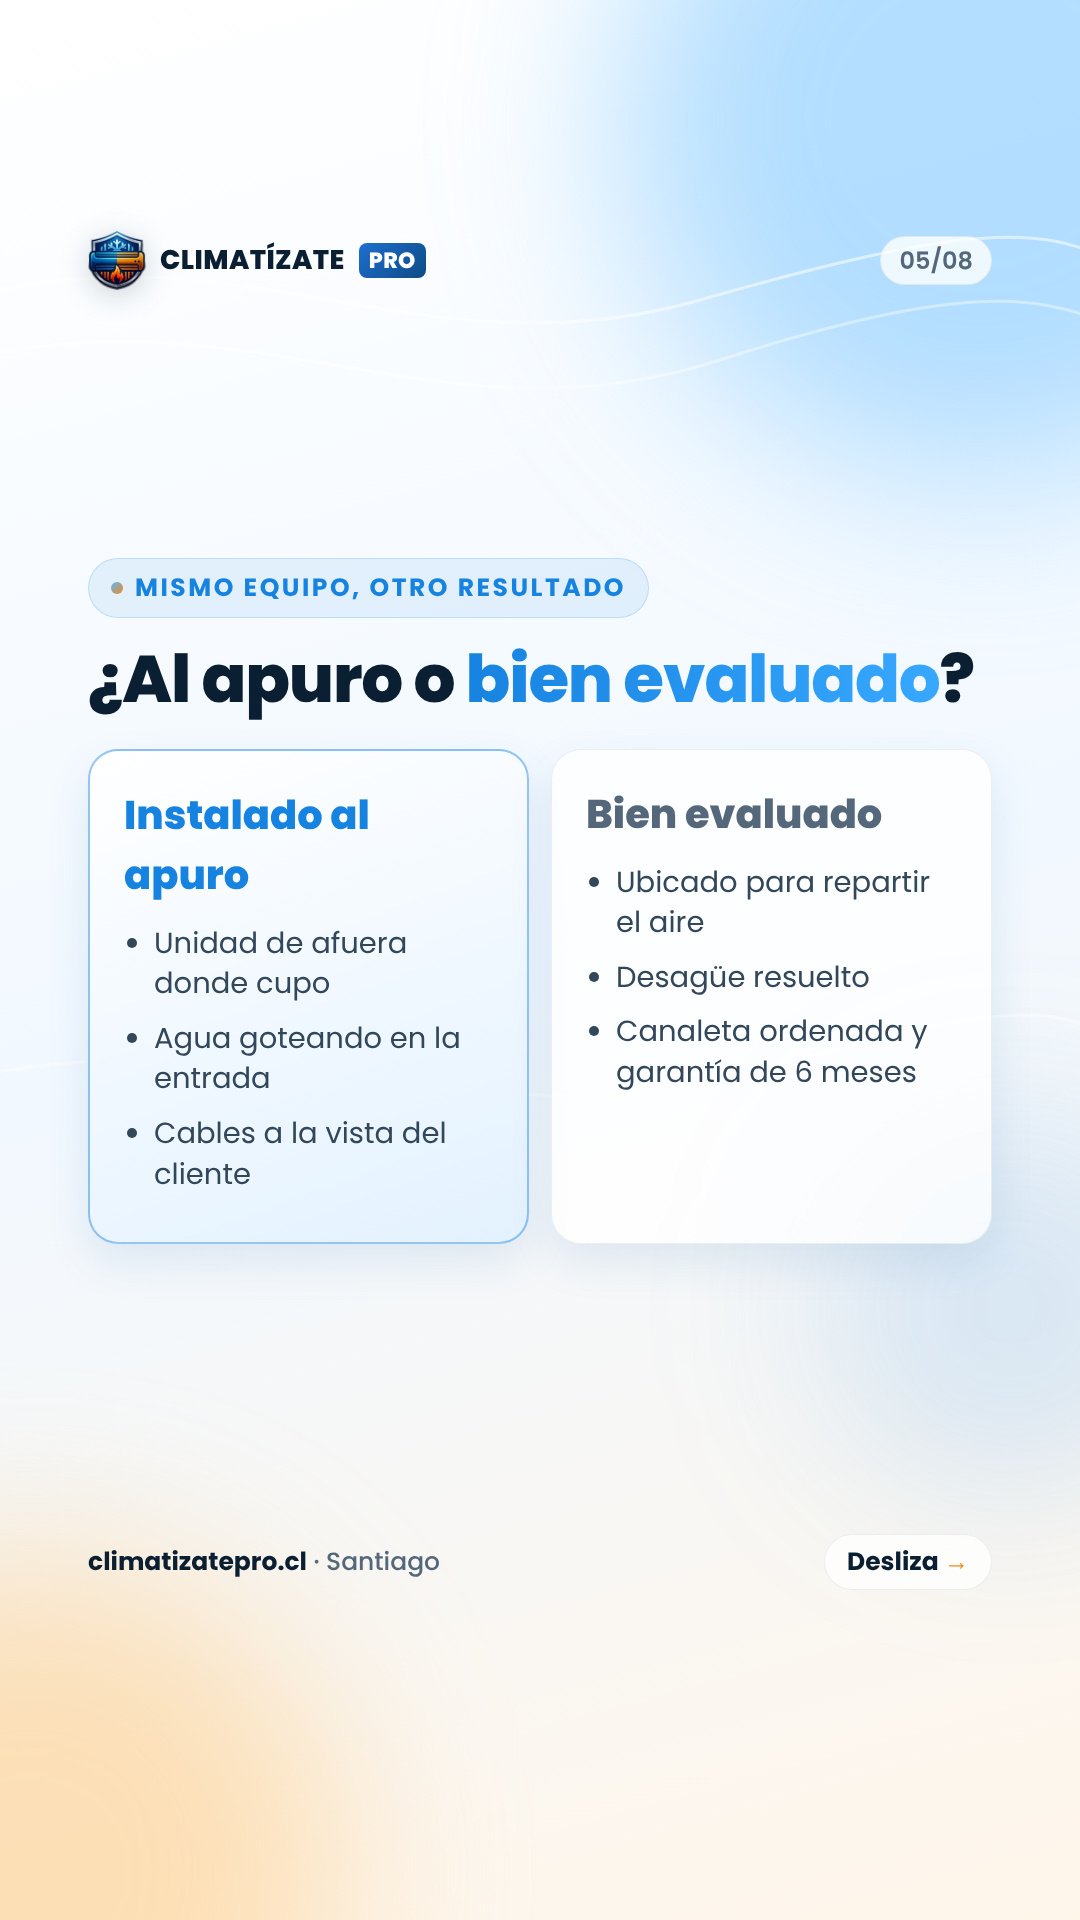 CLIMATÍZATE PRO
05/08
MISMO EQUIPO, OTRO RESULTADO
¿Al apuro o bien evaluado?
Instalado al
apuro
• Unidad de afuera
donde cupo
• Agua goteando en la
entrada
• Cables a la vista del
cliente
Bien evaluado
• Ubicado para repartir
el aire
• Desagüe resuelto
• Canaleta ordenada y
garantía de 6 meses
climatizatepro.cl · Santiago
Desliza →